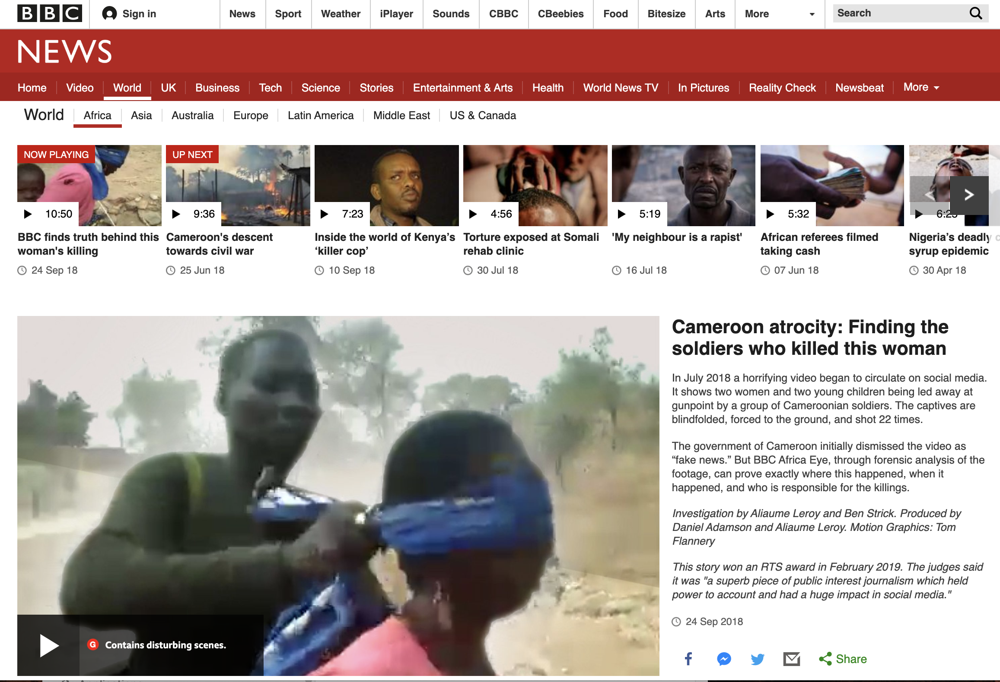 BBC
Sign in
News
Sport
Weather
iPlayer
Sounds
CBBC
CBeebies
Food
Bitesize
Arts
More
Search
NEWS
Home
Video
World
UK
Business
Tech
Science
Stories
Entertainment & Arts
Health
World News TV
In Pictures
Reality Check
Newsbeat
More
World
Africa
Asia
Australia
Europe
Latin America
Middle East
US & Canada
NOW PLAYING
10:50
BBC finds truth behind this
woman's killing
24 Sep 18
UP NEXT
9:36
Cameroon's descent
towards civil war
25 Jun 18
7:23
Inside the world of Kenya’s
‘killer cop’
10 Sep 18
4:56
Torture exposed at Somali
rehab clinic
30 Jul 18
5:19
'My neighbour is a rapist'
16 Jul 18
5:32
African referees filmed
taking cash
07 Jun 18
Nigeria’s deadly
syrup epidemic
30 Apr 18
Cameroon atrocity: Finding the
soldiers who killed this woman
In July 2018 a horrifying video began to circulate on social media.
It shows two women and two young children being led away at
gunpoint by a group of Cameroonian soldiers. The captives are
blindfolded, forced to the ground, and shot 22 times.
The government of Cameroon initially dismissed the video as
“fake news.” But BBC Africa Eye, through forensic analysis of the
footage, can prove exactly where this happened, when it
happened, and who is responsible for the killings.
Investigation by Aliaume Leroy and Ben Strick. Produced by
Daniel Adamson and Aliaume Leroy. Motion Graphics: Tom
Flannery
This story won an RTS award in February 2019. The judges said
it was "a superb piece of public interest journalism which held
power to account and had a huge impact in social media."
24 Sep 2018
Share
G Contains disturbing scenes.